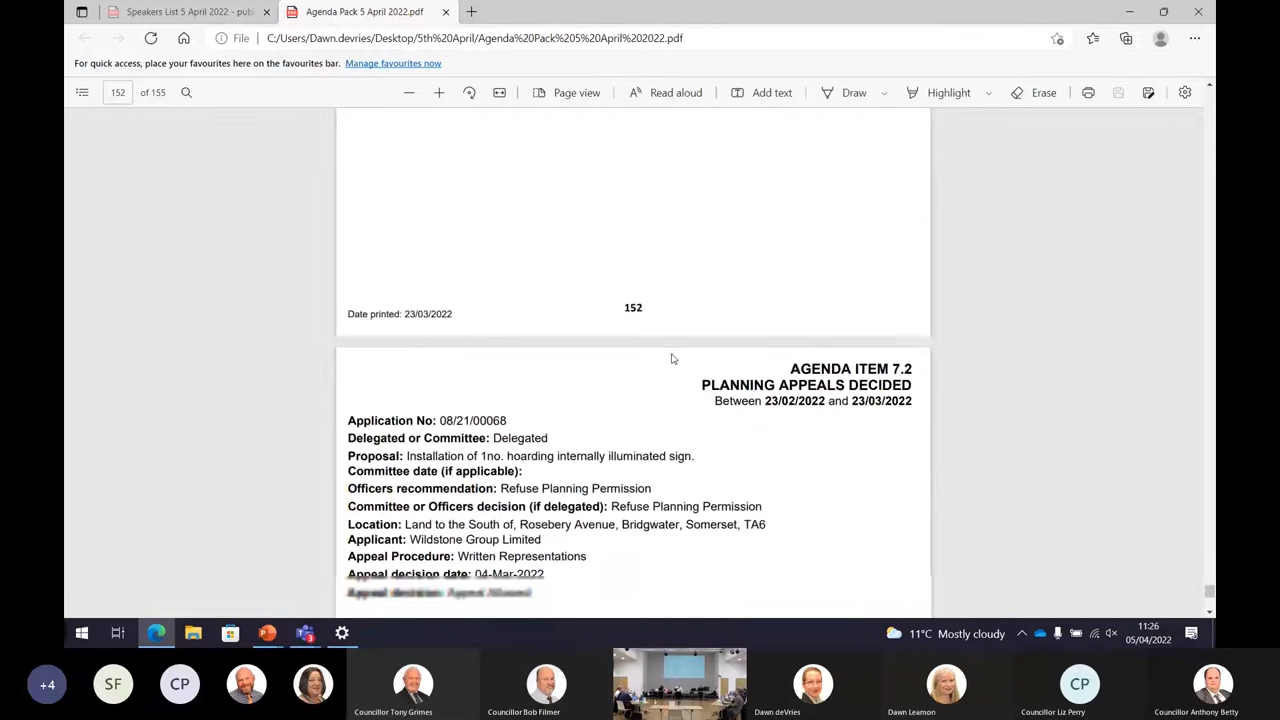 Speakers List 5 April 2022 - pub
Agenda Pack 5 April 2022.pdf
File
C:/Users/Dawn.devries/Desktop/5th%20April/Agenda%20Pack%205%20April%202022.pdf
For quick access, place your favourites here on the favourites bar. Manage favourites now
152 of 155
Page view
Read aloud
Add text
Draw
Highlight
Erase
152
Date printed: 23/03/2022
AGENDA ITEM 7.2
PLANNING APPEALS DECIDED
Between 23/02/2022 and 23/03/2022
Application No: 08/21/00068
Delegated or Committee: Delegated
Proposal: Installation of 1no. hoarding internally illuminated sign.
Committee date (if applicable):
Officers recommendation: Refuse Planning Permission
Committee or Officers decision (if delegated): Refuse Planning Permission
Location: Land to the South of, Rosebery Avenue, Bridgwater, Somerset, TA6
Applicant: Wildstone Group Limited
Appeal Procedure: Written Representations
Appeal decision date: 04-Mar-2022
Appeal decision: Appeal Allowed
11°C Mostly cloudy
11:26
05/04/2022
+4
SF
CP
CP
Councillor Tony Grimes
Councillor Bob Filmer
Dawn deVries
Dawn Leamon
Councillor Liz Perry
Councillor Anthony Betty